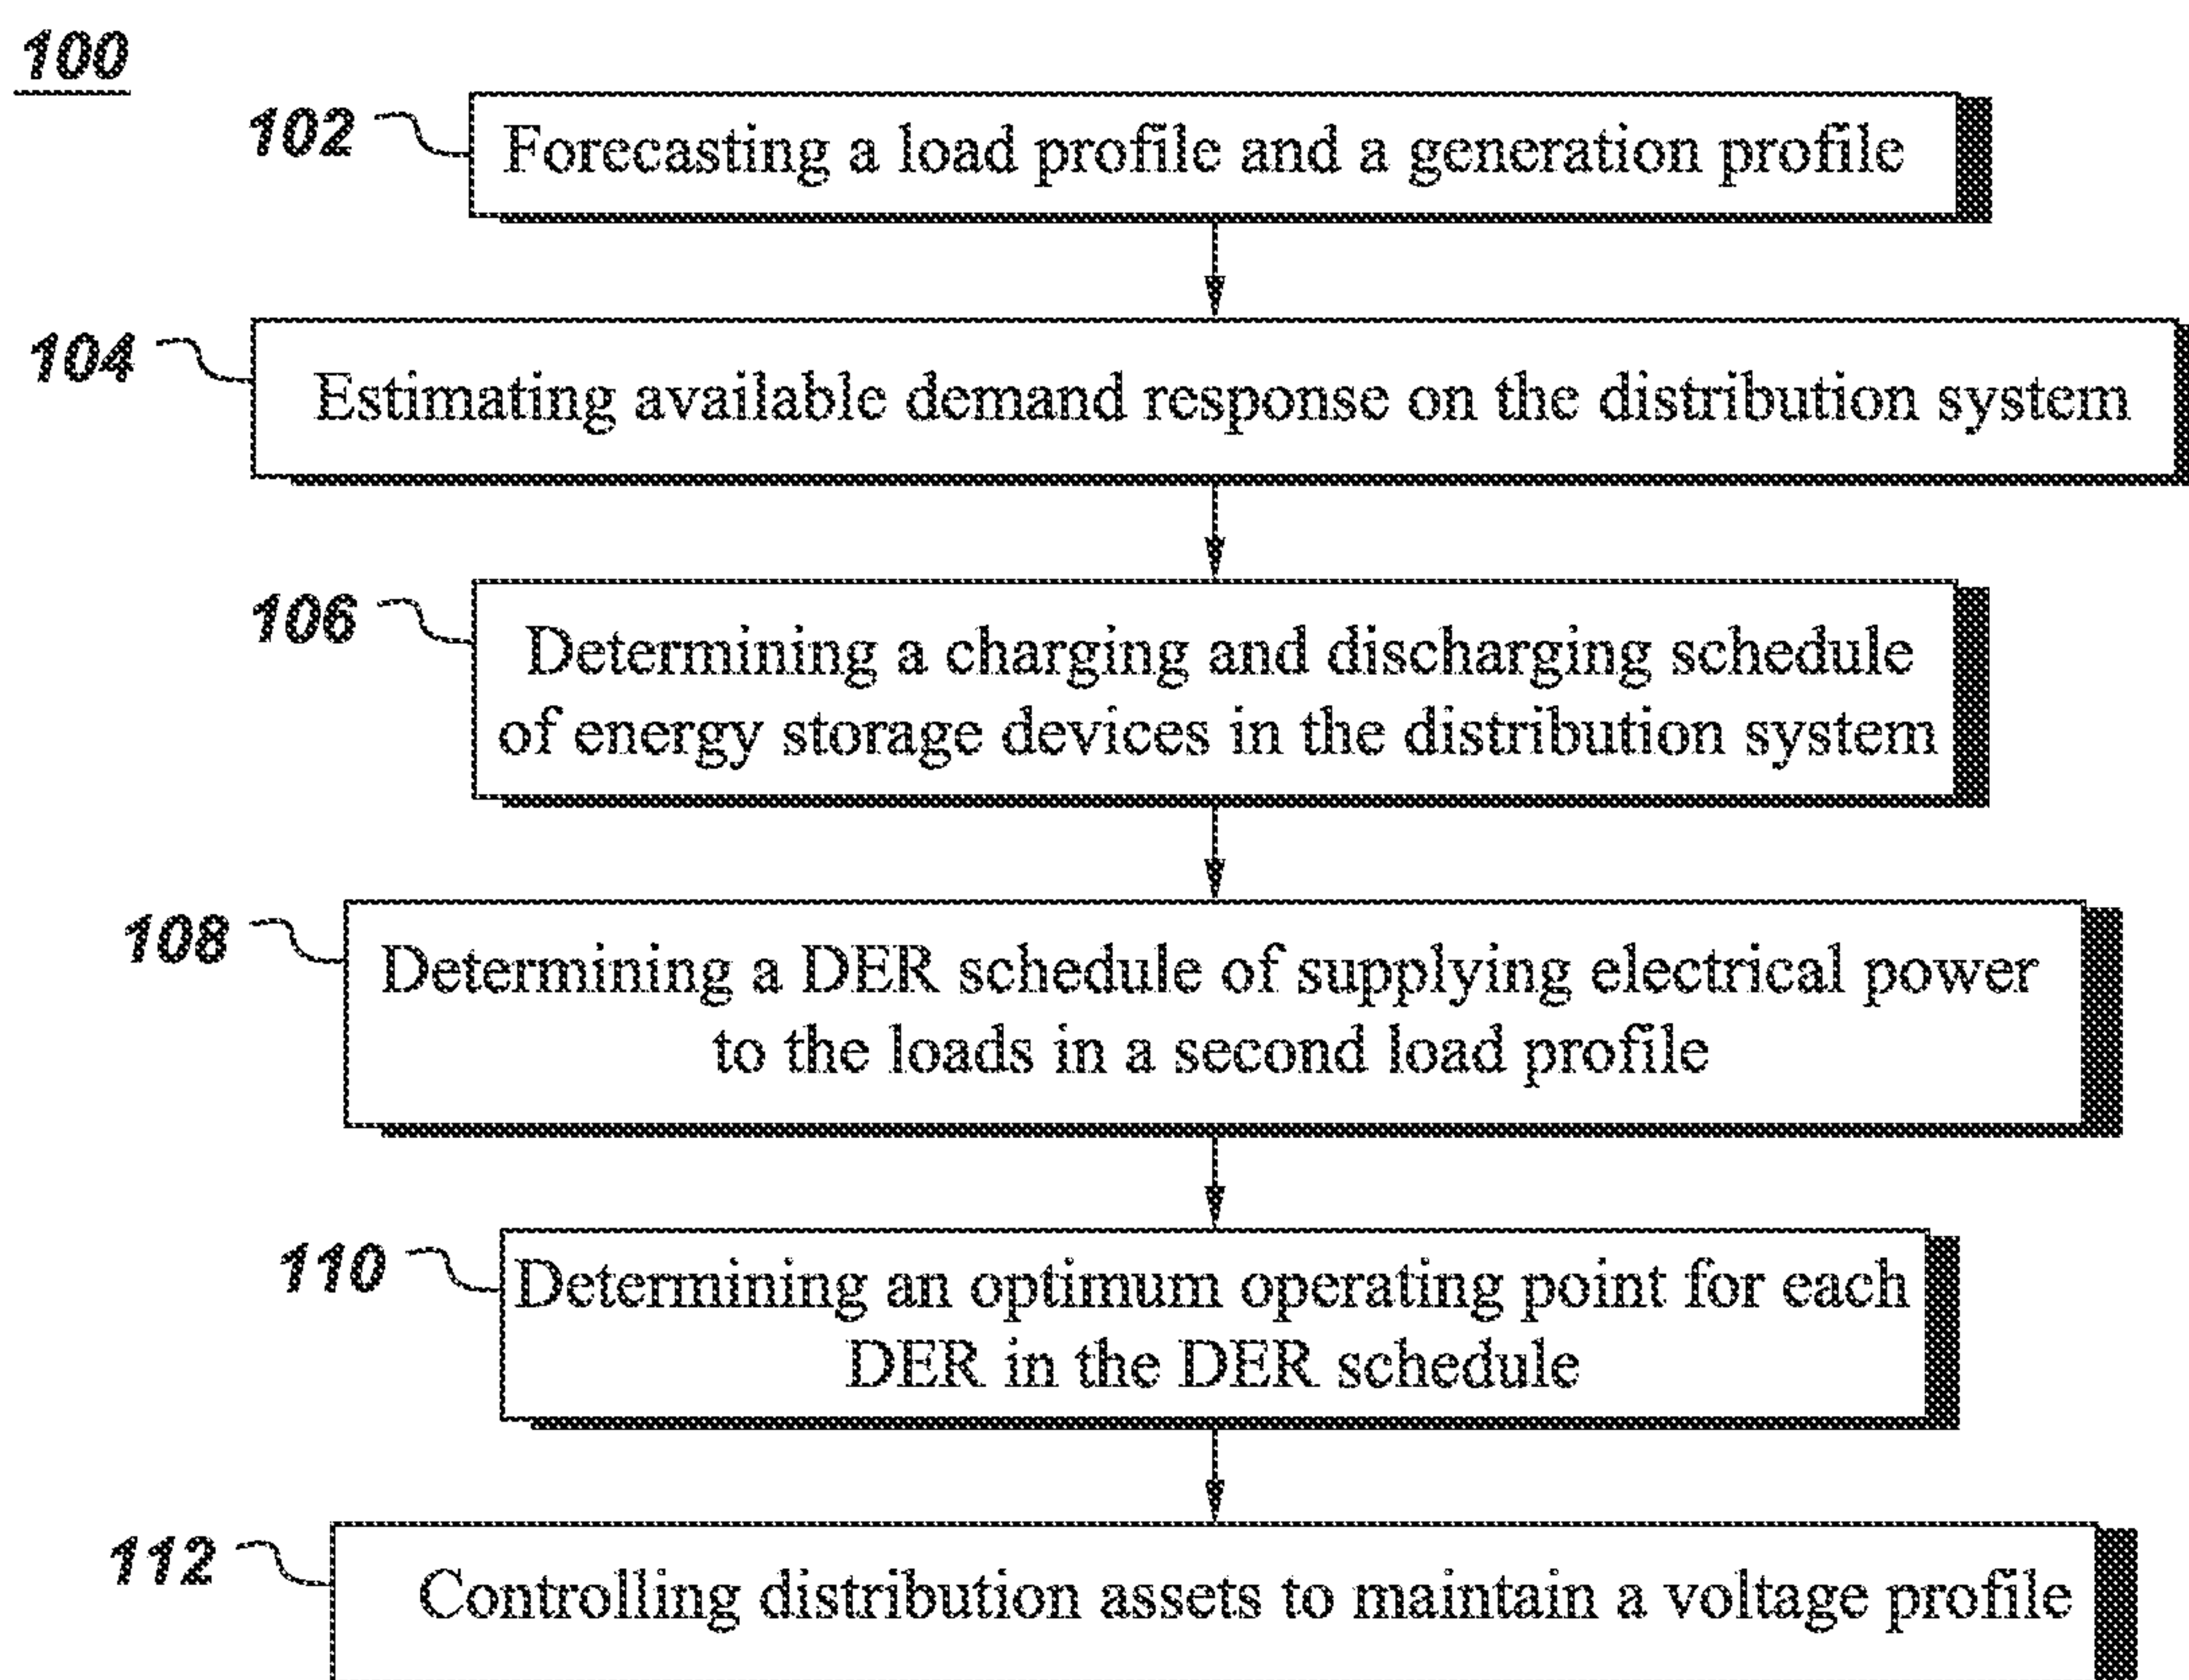 100
102
Forecasting a load profile and a generation profile
104
Estimating available demand response on the distribution system
106
Determining a charging and discharging schedule
of energy storage devices in the distribution system
108
Determining a DER schedule of supplying electrical power
to the loads in a second load profile
110
Determining an optimum operating point for each
DER in the DER schedule
112
Controlling distribution assets to maintain a voltage profile